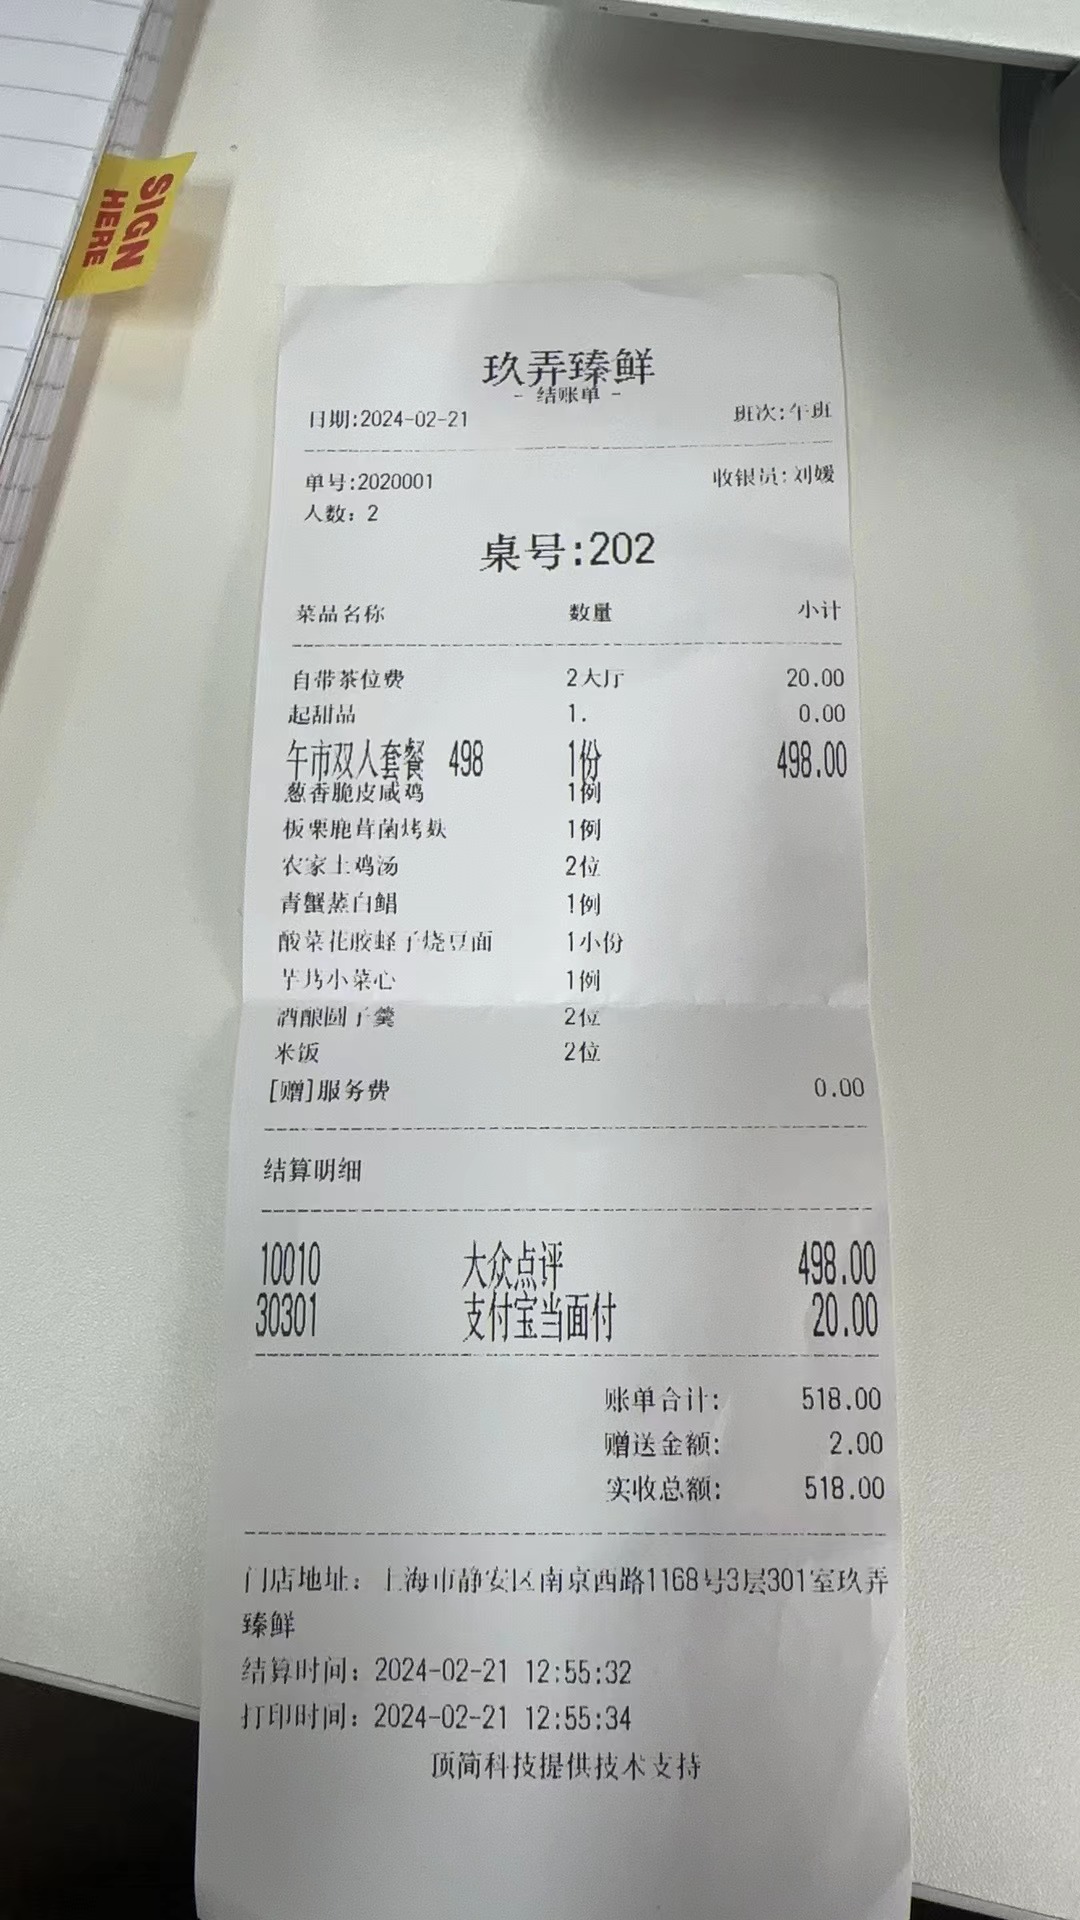 SIGN
HERE
玖弄臻鲜
- 结账单 -
日期:2024-02-21 班次:午班
单号:2020001 收银员:刘媛
人数: 2
桌号:202
菜品名称 数量 小计
自带茶位费 2大厅 20.00
起甜品 1. 0.00
午市双人套餐 498 1份 498.00
葱香脆皮咸鸡 1例
板栗鹿茸菌烤麸 1例
农家土鸡汤 2位
青蟹蒸白鲳 1例
酸菜花胶蛏子烧豆面 1小份
芋艿小菜心 1例
酒酿圆子羹 2位
米饭 2位
[赠]服务费 0.00
结算明细
10010 大众点评 498.00
30301 支付宝当面付 20.00
账单合计: 518.00
赠送金额: 2.00
实收总额: 518.00
门店地址: 上海市静安区南京西路1168号3层301室玖弄
臻鲜
结算时间: 2024-02-21 12:55:32
打印时间: 2024-02-21 12:55:34
顶简科技提供技术支持